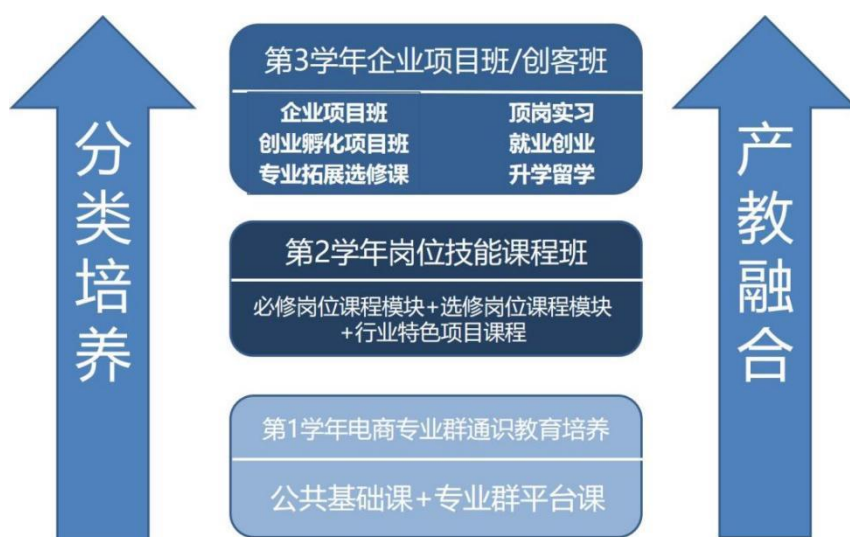 分类培养
第3学年企业项目班/创客班
企业项目班 顶岗实习
创业孵化项目班 就业创业
专业拓展选修课 升学留学
第2学年岗位技能课程班
必修岗位课程模块+选修岗位课程模块
+行业特色项目课程
第1学年电商专业群通识教育培养
公共基础课+专业群平台课
产教融合